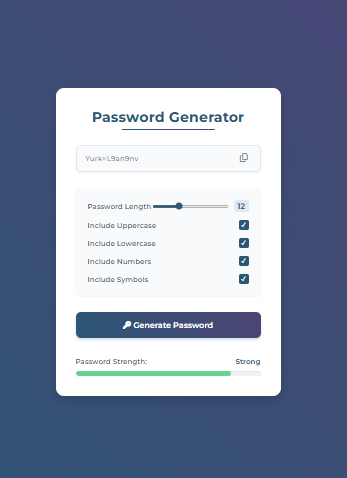 Password Generator
Yurk>L9an9nv
Password Length 12
Include Uppercase
Include Lowercase
Include Numbers
Include Symbols
Generate Password
Password Strength: Strong